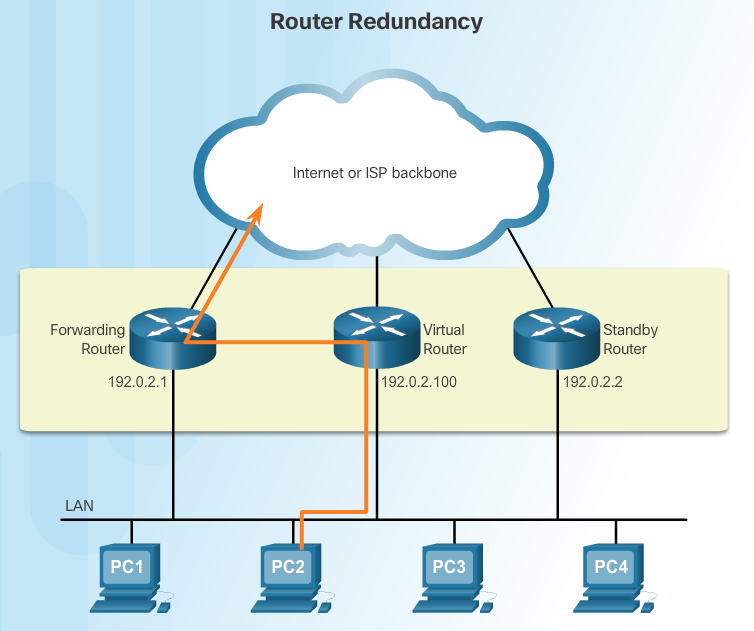 Router Redundancy
Internet or ISP backbone
Forwarding
Router
192.0.2.1
Virtual
Router
192.0.2.100
Standby
Router
192.0.2.2
LAN
PC1
PC2
PC3
PC4